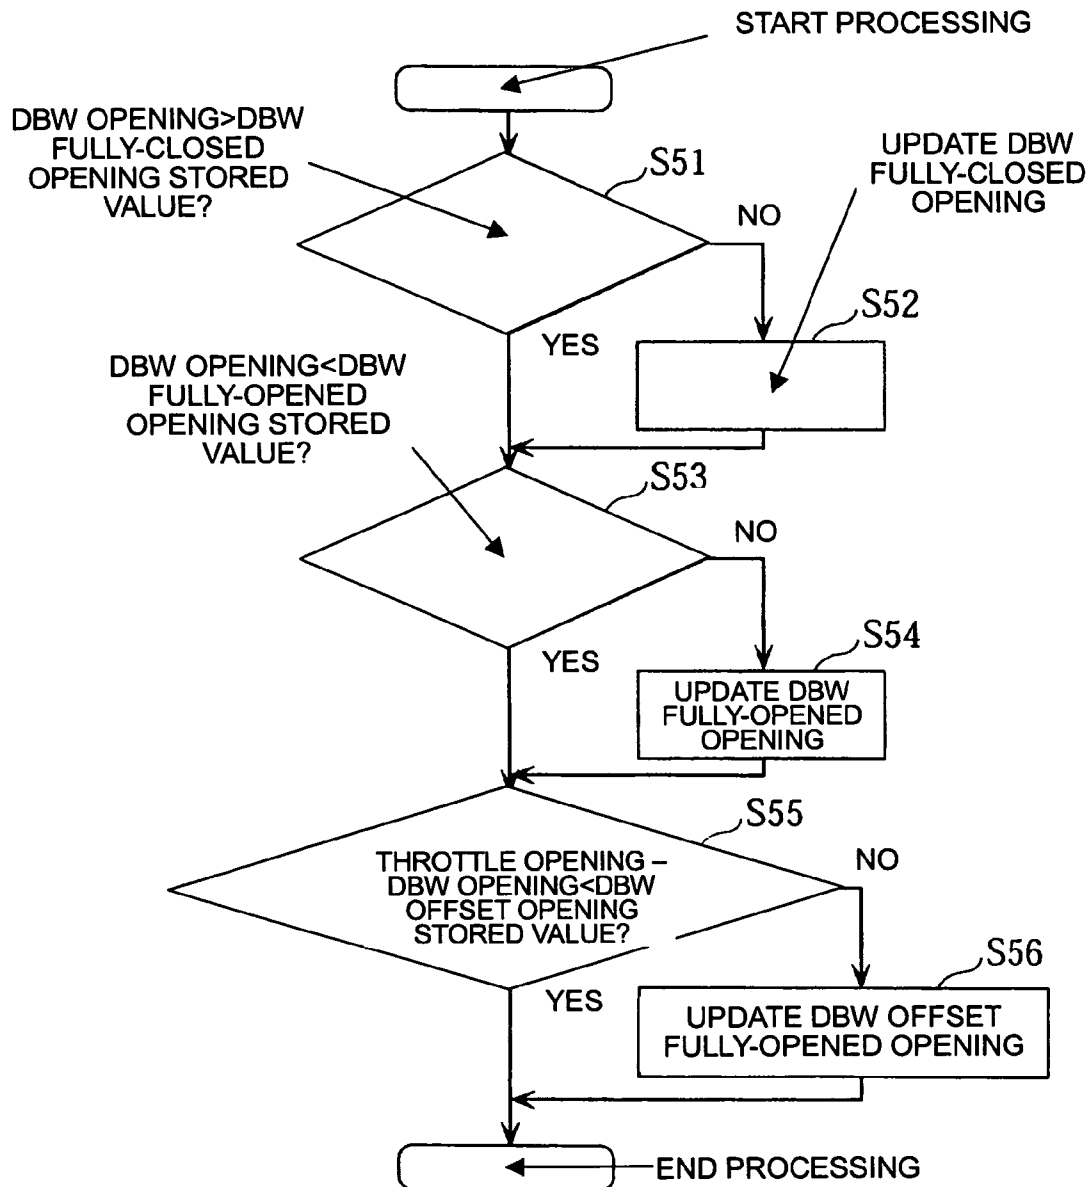 START PROCESSING
DBW OPENING>DBW
FULLY-CLOSED
OPENING STORED
VALUE?
S51
UPDATE DBW
FULLY-CLOSED
OPENING
NO
YES
S52
DBW OPENING<DBW
FULLY-OPENED
OPENING STORED
VALUE?
S53
NO
YES
S54
UPDATE DBW
FULLY-OPENED
OPENING
S55
THROTTLE OPENING –
DBW OPENING<DBW
OFFSET OPENING
STORED VALUE?
NO
YES
S56
UPDATE DBW OFFSET
FULLY-OPENED OPENING
END PROCESSING